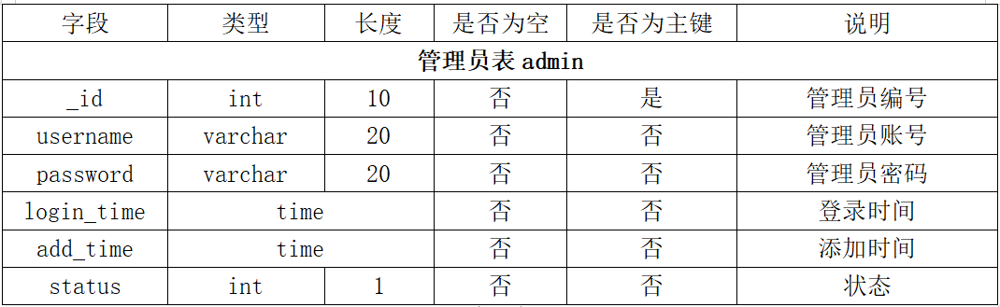 字段 类型 长度 是否为空 是否为主键 说明
管理员表 admin
_id int 10 否 是 管理员编号
username varchar 20 否 否 管理员账号
password varchar 20 否 否 管理员密码
login_time time 否 否 登录时间
add_time time 否 否 添加时间
status int 1 否 否 状态